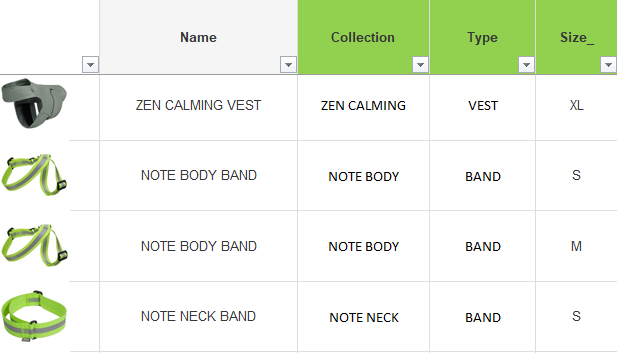 Name Collection Type Size_
ZEN CALMING VEST ZEN CALMING VEST XL
NOTE BODY BAND NOTE BODY BAND S
NOTE BODY BAND NOTE BODY BAND M
NOTE NECK BAND NOTE NECK BAND S